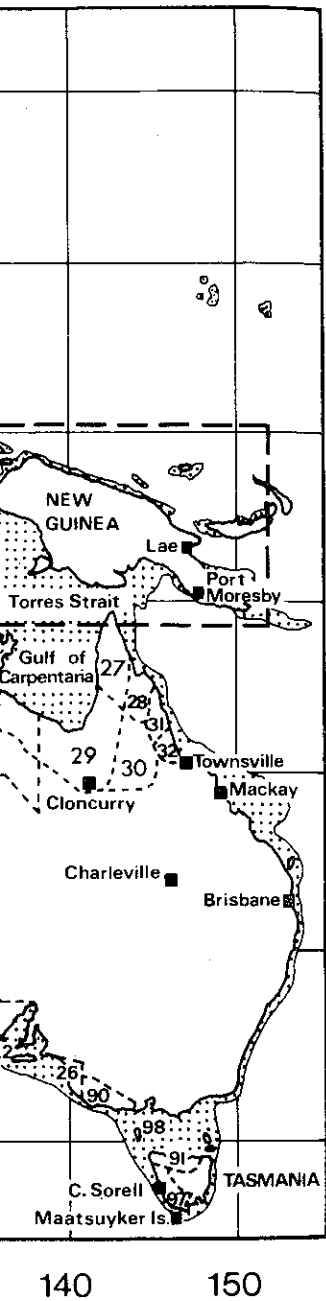 NEW
GUINEA
Lae
Port
Moresby
Torres Strait
Gulf of
Carpentaria
27
28
31
32
29
30
Townsville
Cloncurry
Mackay
Charleville
Brisbane
2
26
90
98
91
TASMANIA
C. Sorell
97
Maatsuyker Is.
140 150